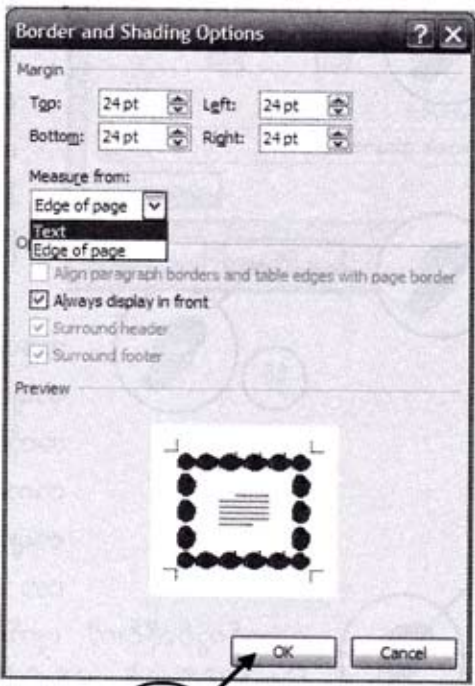 Border and Shading Options
Margin
Top: 24 pt Left: 24 pt
Bottom: 24 pt Right: 24 pt
Measure from:
Edge of page
Text
Edge of page
Align paragraph borders and table edges with page border
Always display in front
Surround header
Surround footer
Preview
OK Cancel